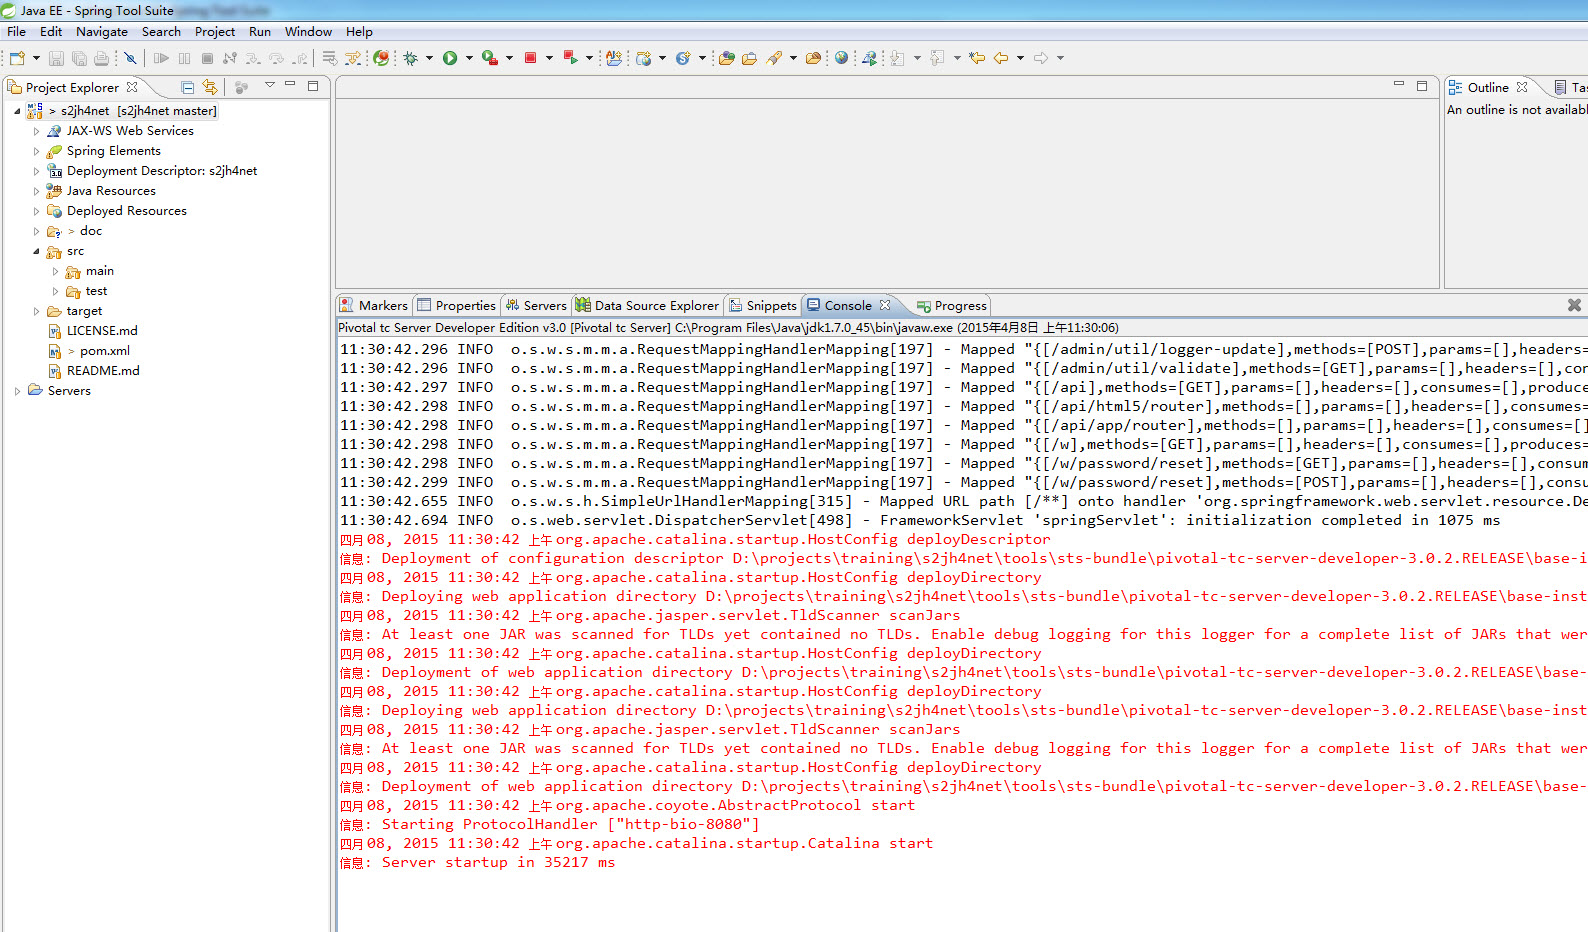 Java EE - Spring Tool Suite
File Edit Navigate Search Project Run Window Help
Project Explorer
> s2jh4net [s2jh4net master]
JAX-WS Web Services
Spring Elements
Deployment Descriptor: s2jh4net
Java Resources
Deployed Resources
> doc
src
main
test
target
LICENSE.md
> pom.xml
README.md
Servers
Outline Tas
An outline is not availabl
Markers Properties Servers Data Source Explorer Snippets Console Progress
Pivotal tc Server Developer Edition v3.0 [Pivotal tc Server] C:\Program Files\Java\jdk1.7.0_45\bin\javaw.exe (2015年4月8日 上午11:30:06)
11:30:42.296 INFO o.s.w.s.m.m.a.RequestMappingHandlerMapping[197] - Mapped "{[/admin/util/logger-update],methods=[POST],params=[],headers=
11:30:42.296 INFO o.s.w.s.m.m.a.RequestMappingHandlerMapping[197] - Mapped "{[/admin/util/validate],methods=[GET],params=[],headers=[],con
11:30:42.297 INFO o.s.w.s.m.m.a.RequestMappingHandlerMapping[197] - Mapped "{[/api],methods=[GET],params=[],headers=[],consumes=[],produce
11:30:42.298 INFO o.s.w.s.m.m.a.RequestMappingHandlerMapping[197] - Mapped "{[/api/html5/router],methods=[],params=[],headers=[],consumes=
11:30:42.298 INFO o.s.w.s.m.m.a.RequestMappingHandlerMapping[197] - Mapped "{[/api/app/router],methods=[],params=[],headers=[],consumes=[]
11:30:42.298 INFO o.s.w.s.m.m.a.RequestMappingHandlerMapping[197] - Mapped "{[/w],methods=[GET],params=[],headers=[],consumes=[],produces=
11:30:42.298 INFO o.s.w.s.m.m.a.RequestMappingHandlerMapping[197] - Mapped "{[/w/password/reset],methods=[GET],params=[],headers=[],consum
11:30:42.299 INFO o.s.w.s.m.m.a.RequestMappingHandlerMapping[197] - Mapped "{[/w/password/reset],methods=[POST],params=[],headers=[],consu
11:30:42.655 INFO o.s.w.s.h.SimpleUrlHandlerMapping[315] - Mapped URL path [/**] onto handler 'org.springframework.web.servlet.resource.De
11:30:42.694 INFO o.s.web.servlet.DispatcherServlet[498] - FrameworkServlet 'springServlet': initialization completed in 1075 ms
四月 08, 2015 11:30:42 上午 org.apache.catalina.startup.HostConfig deployDescriptor
信息: Deployment of configuration descriptor D:\projects\training\s2jh4net\tools\sts-bundle\pivotal-tc-server-developer-3.0.2.RELEASE\base-i
四月 08, 2015 11:30:42 上午 org.apache.catalina.startup.HostConfig deployDirectory
信息: Deploying web application directory D:\projects\training\s2jh4net\tools\sts-bundle\pivotal-tc-server-developer-3.0.2.RELEASE\base-inst
四月 08, 2015 11:30:42 上午 org.apache.jasper.servlet.TldScanner scanJars
信息: At least one JAR was scanned for TLDs yet contained no TLDs. Enable debug logging for this logger for a complete list of JARs that wer
四月 08, 2015 11:30:42 上午 org.apache.catalina.startup.HostConfig deployDirectory
信息: Deployment of web application directory D:\projects\training\s2jh4net\tools\sts-bundle\pivotal-tc-server-developer-3.0.2.RELEASE\base-
四月 08, 2015 11:30:42 上午 org.apache.catalina.startup.HostConfig deployDirectory
信息: Deploying web application directory D:\projects\training\s2jh4net\tools\sts-bundle\pivotal-tc-server-developer-3.0.2.RELEASE\base-inst
四月 08, 2015 11:30:42 上午 org.apache.jasper.servlet.TldScanner scanJars
信息: At least one JAR was scanned for TLDs yet contained no TLDs. Enable debug logging for this logger for a complete list of JARs that wer
四月 08, 2015 11:30:42 上午 org.apache.catalina.startup.HostConfig deployDirectory
信息: Deployment of web application directory D:\projects\training\s2jh4net\tools\sts-bundle\pivotal-tc-server-developer-3.0.2.RELEASE\base-
四月 08, 2015 11:30:42 上午 org.apache.coyote.AbstractProtocol start
信息: Starting ProtocolHandler ["http-bio-8080"]
四月 08, 2015 11:30:42 上午 org.apache.catalina.startup.Catalina start
信息: Server startup in 35217 ms